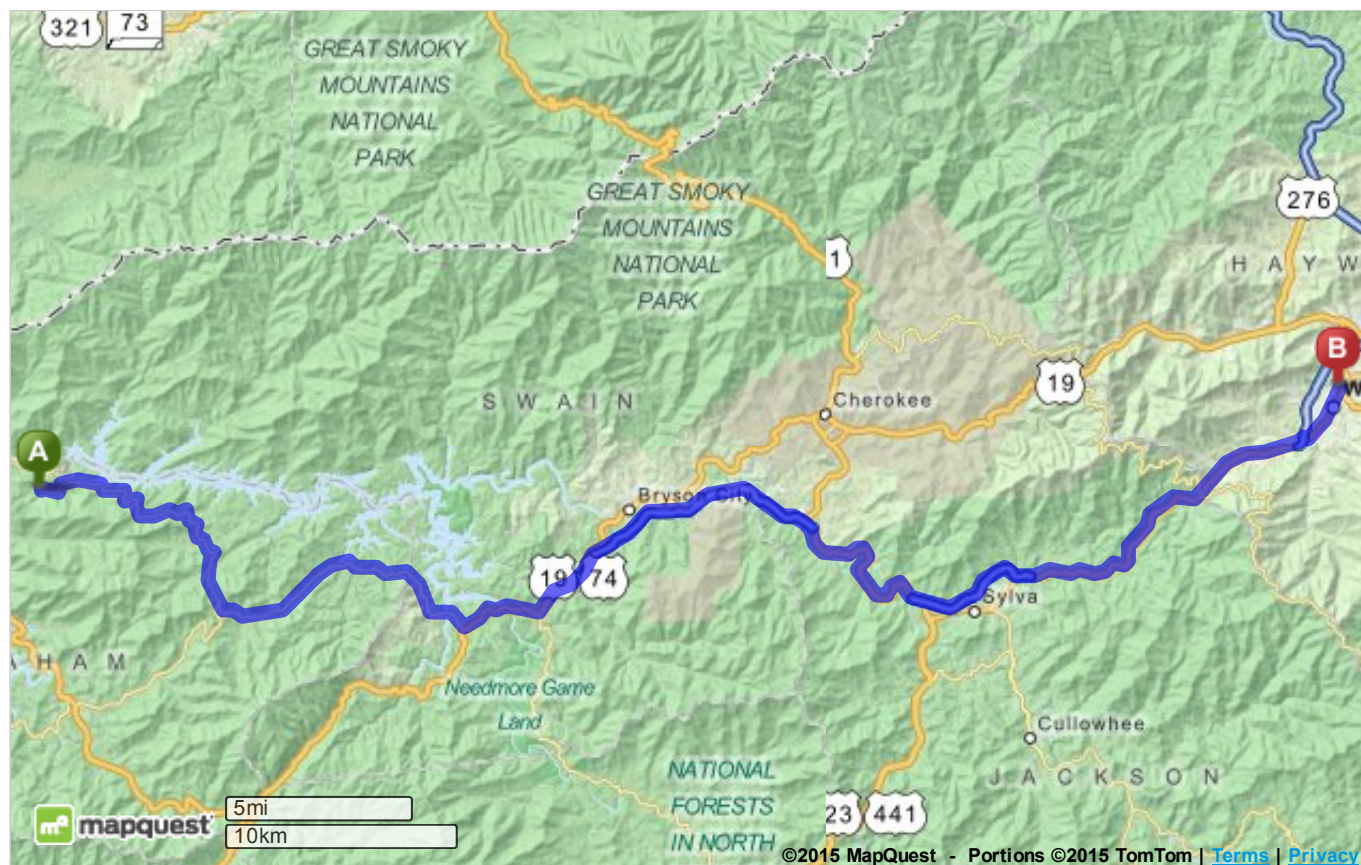 321
73
GREAT SMOKY
MOUNTAINS
NATIONAL
PARK
GREAT SMOKY
MOUNTAINS
NATIONAL
PARK
276
1
H A Y W
B
19
W
S W A I N
Cherokee
A
Bryson City
19
74
Sylva
A H A M
Needmore Game
Land
Cullowhee
NATIONAL
FORESTS
IN NORTH
J A C K S O N
23
441
5mi
10km
mapquest
©2015 MapQuest - Portions ©2015 TomTom | Terms | Privacy